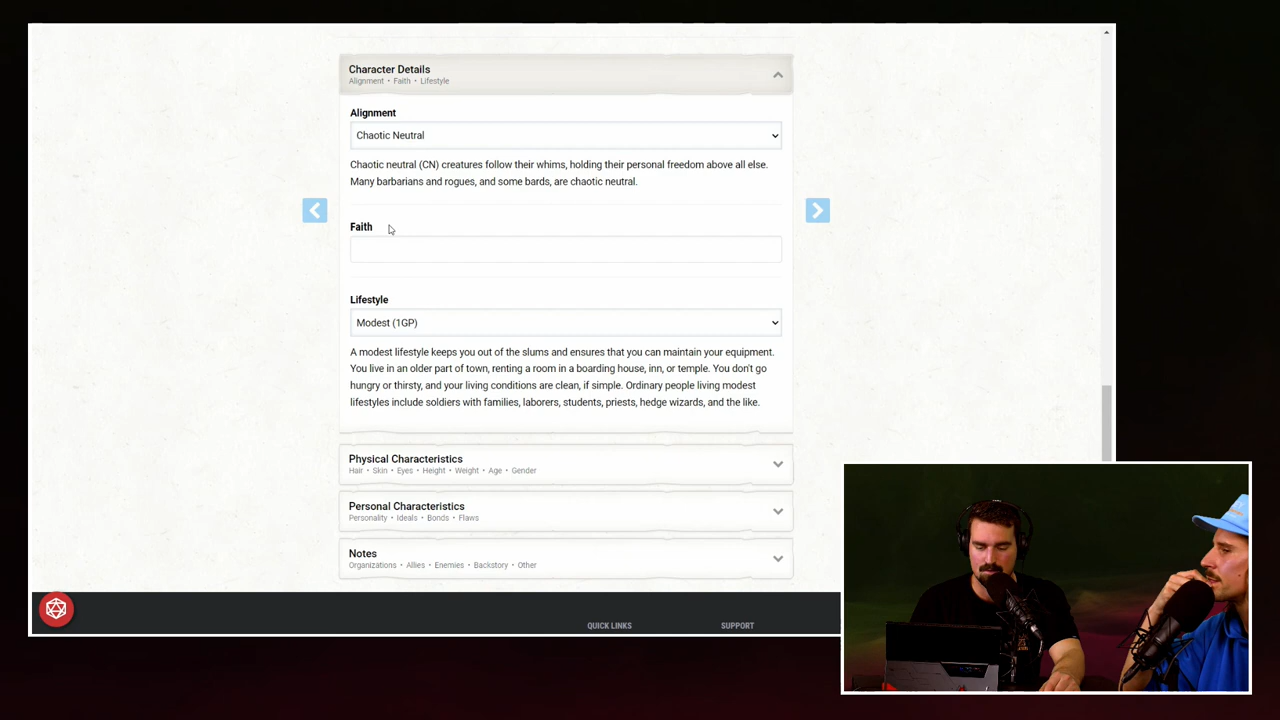 Character Details
Alignment • Faith • Lifestyle
Alignment
Chaotic Neutral
Chaotic neutral (CN) creatures follow their whims, holding their personal freedom above all else.
Many barbarians and rogues, and some bards, are chaotic neutral.
Faith
Lifestyle
Modest (1GP)
A modest lifestyle keeps you out of the slums and ensures that you can maintain your equipment.
You live in an older part of town, renting a room in a boarding house, inn, or temple. You don't go
hungry or thirsty, and your living conditions are clean, if simple. Ordinary people living modest
lifestyles include soldiers with families, laborers, students, priests, hedge wizards, and the like.
Physical Characteristics
Hair • Skin • Eyes • Height • Weight • Age • Gender
Personal Characteristics
Personality • Ideals • Bonds • Flaws
Notes
Organizations • Allies • Enemies • Backstory • Other
QUICK LINKS
SUPPORT